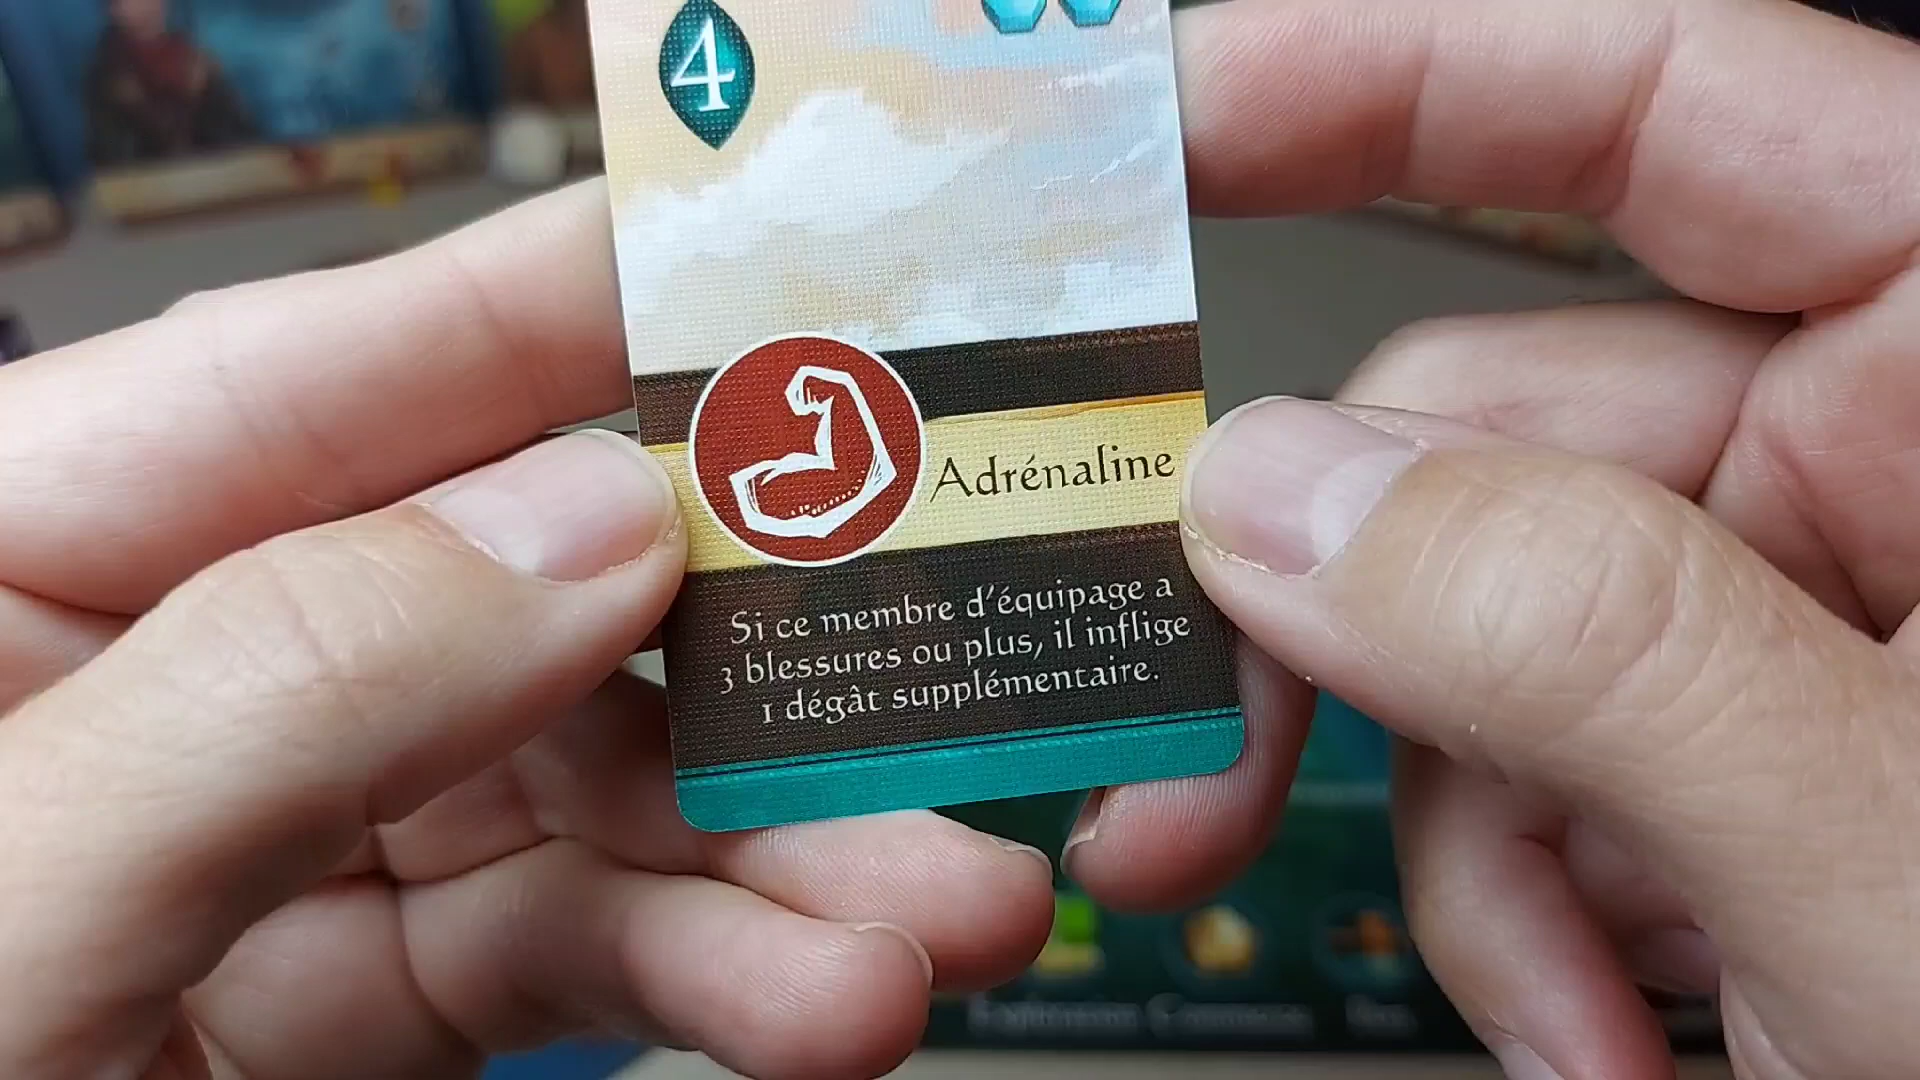 4
Adrénaline
Si ce membre d'équipage a
3 blessures ou plus, il inflige
1 dégât supplémentaire.